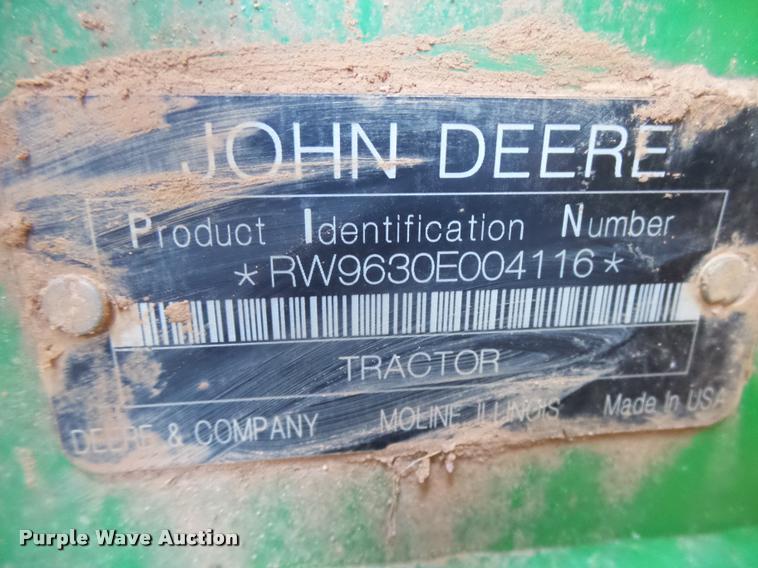 JOHN DEERE
Product Identification Number
*RW9630E004116*
TRACTOR
DEERE & COMPANY MOLINE ILLINOIS Made In USA
Purple Wave Auction